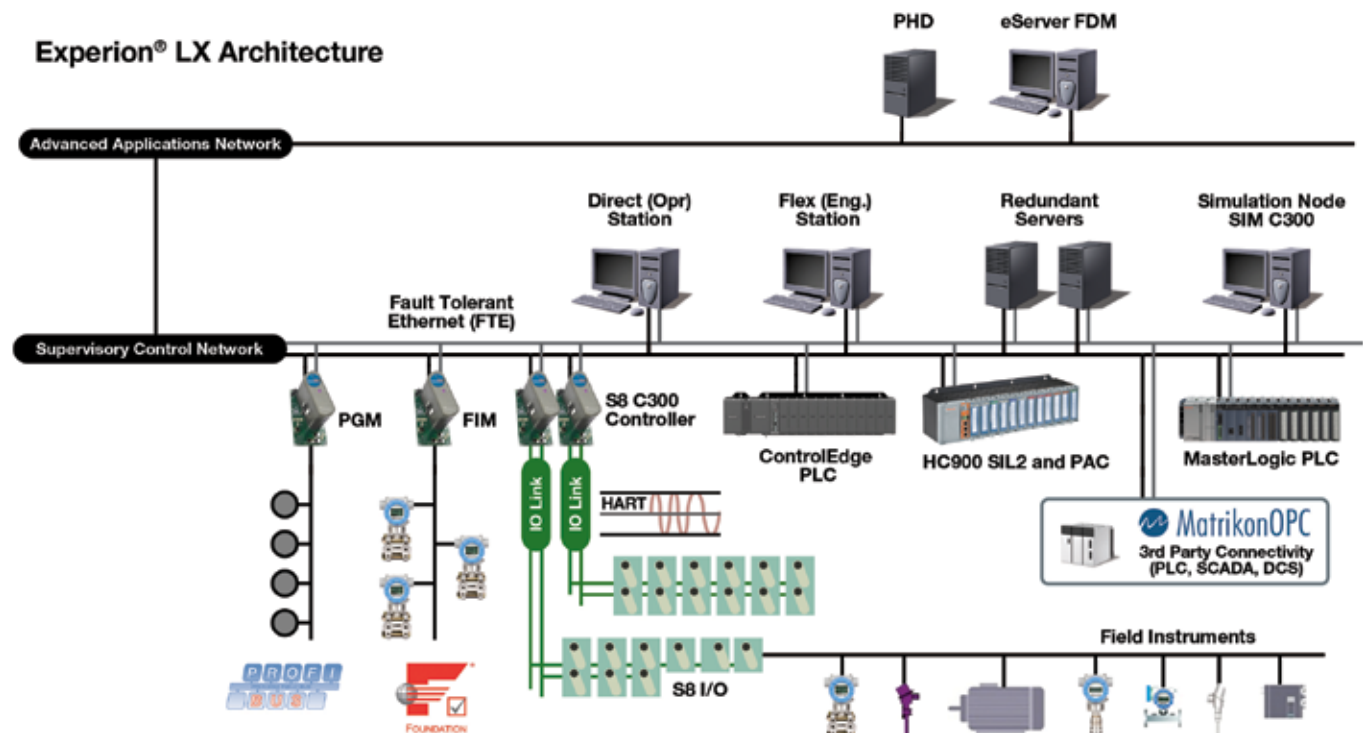 Experion® LX Architecture
PHD
eServer FDM
Advanced Applications Network
Direct (Opr)
Station
Flex (Eng.)
Station
Redundant
Servers
Simulation Node
SIM C300
Fault Tolerant
Ethernet (FTE)
Supervisory Control Network
PGM
FIM
S8 C300
Controller
ControlEdge
PLC
HC900 SIL2 and PAC
MasterLogic PLC
IO Link
IO Link
HART
MatrikonOPC
3rd Party Connectivity
(PLC, SCADA, DCS)
Field Instruments
S8 I/O
PROFI
BUS
FOUNDATION